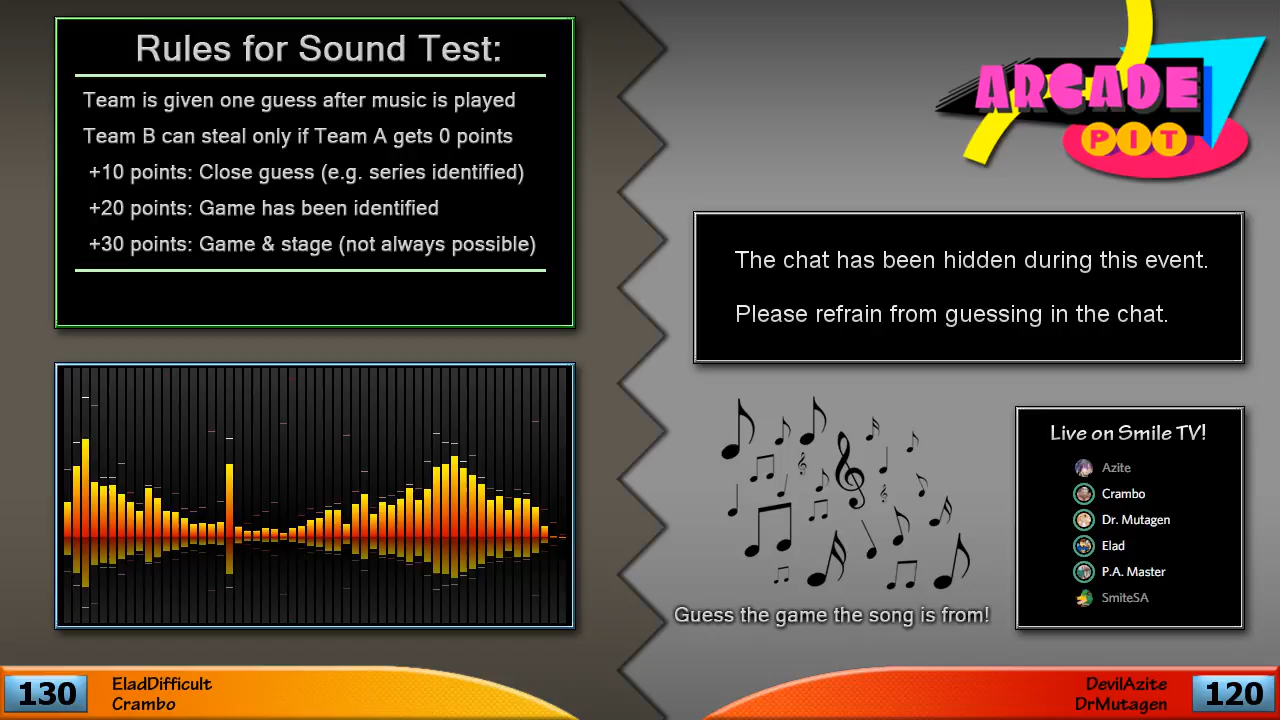 Rules for Sound Test:
Team is given one guess after music is played
Team B can steal only if Team A gets 0 points
+10 points: Close guess (e.g. series identified)
+20 points: Game has been identified
+30 points: Game & stage (not always possible)
ARCADE
PIT
The chat has been hidden during this event.
Please refrain from guessing in the chat.
Guess the game the song is from!
Live on Smile TV!
Azite
Crambo
Dr. Mutagen
Elad
P.A. Master
SmiteSA
130
EladDifficult
Crambo
DevilAzite
DrMutagen
120